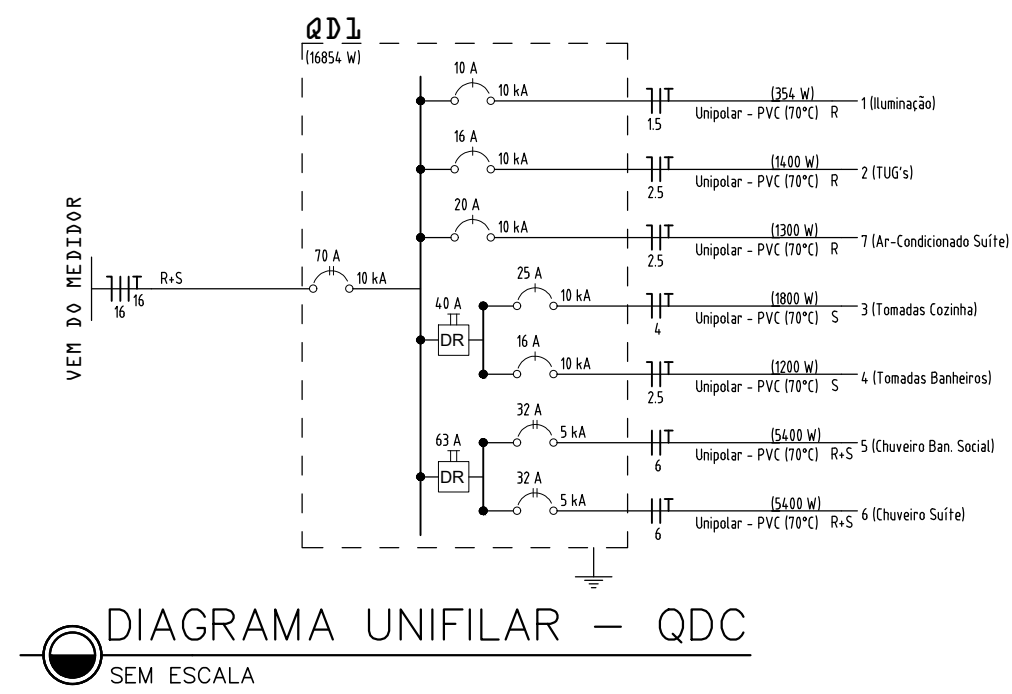 QD1
(16854 W)
10 A
10 kA
1.5
(354 W)
Unipolar - PVC (70°C) R
1 (Iluminação)
16 A
10 kA
2.5
(1400 W)
Unipolar - PVC (70°C) R
2 (TUG's)
20 A
10 kA
2.5
(1300 W)
Unipolar - PVC (70°C) R
7 (Ar-Condicionado Suíte)
VEM DO MEDIDOR
16
16
R+S
70 A
10 kA
25 A
10 kA
4
(1800 W)
Unipolar - PVC (70°C) S
3 (Tomadas Cozinha)
40 A
DR
16 A
10 kA
2.5
(1200 W)
Unipolar - PVC (70°C) S
4 (Tomadas Banheiros)
32 A
5 kA
6
(5400 W)
Unipolar - PVC (70°C) R+S
5 (Chuveiro Ban. Social)
63 A
DR
32 A
5 kA
6
(5400 W)
Unipolar - PVC (70°C) R+S
6 (Chuveiro Suíte)
DIAGRAMA UNIFILAR - QDC
SEM ESCALA